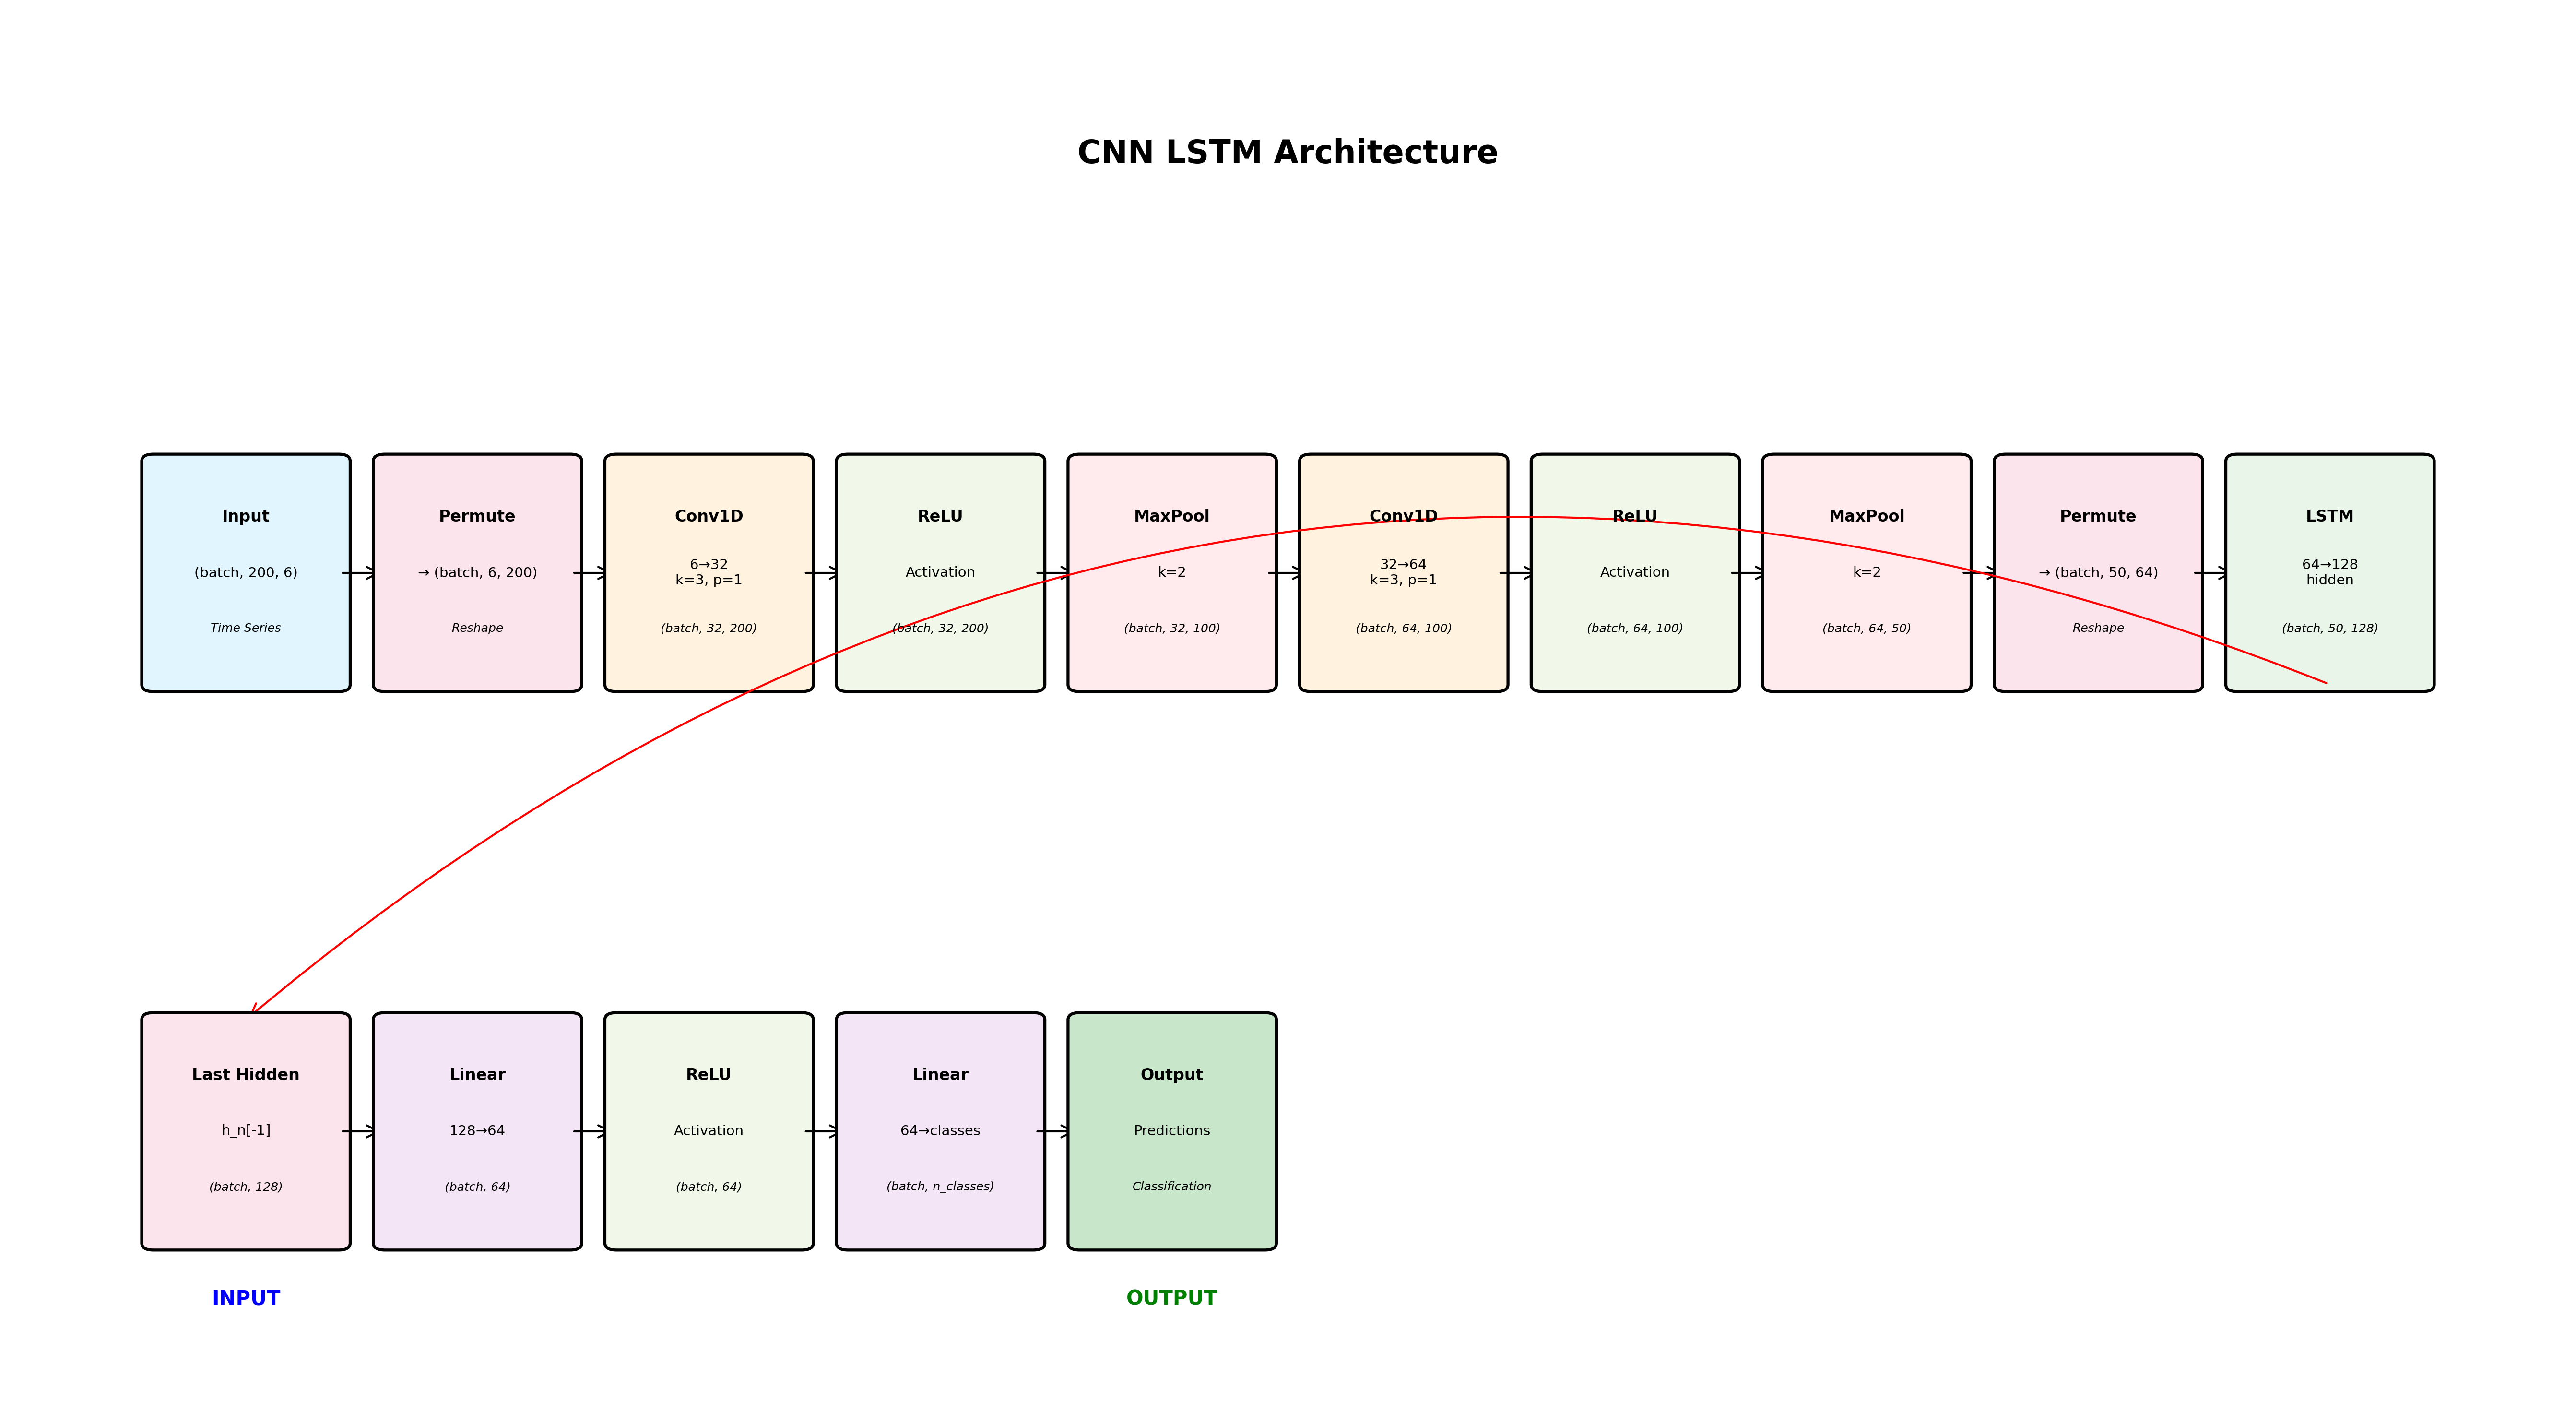 CNN LSTM Architecture
Input
(batch, 200, 6)
Time Series
Permute
→ (batch, 6, 200)
Reshape
Conv1D
6→32
k=3, p=1
(batch, 32, 200)
ReLU
Activation
(batch, 32, 200)
MaxPool
k=2
(batch, 32, 100)
Conv1D
32→64
k=3, p=1
(batch, 64, 100)
ReLU
Activation
(batch, 64, 100)
MaxPool
k=2
(batch, 64, 50)
Permute
→ (batch, 50, 64)
Reshape
LSTM
64→128
hidden
(batch, 50, 128)
Last Hidden
h_n[-1]
(batch, 128)
Linear
128→64
(batch, 64)
ReLU
Activation
(batch, 64)
Linear
64→classes
(batch, n_classes)
Output
Predictions
Classification
INPUT
OUTPUT